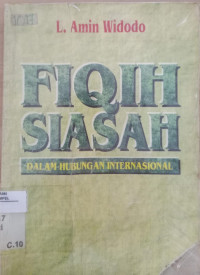 L. Amin Widodo
FIQIH
SIASAH
DALAM HUBUNGAN INTERNASIONAL
C.10